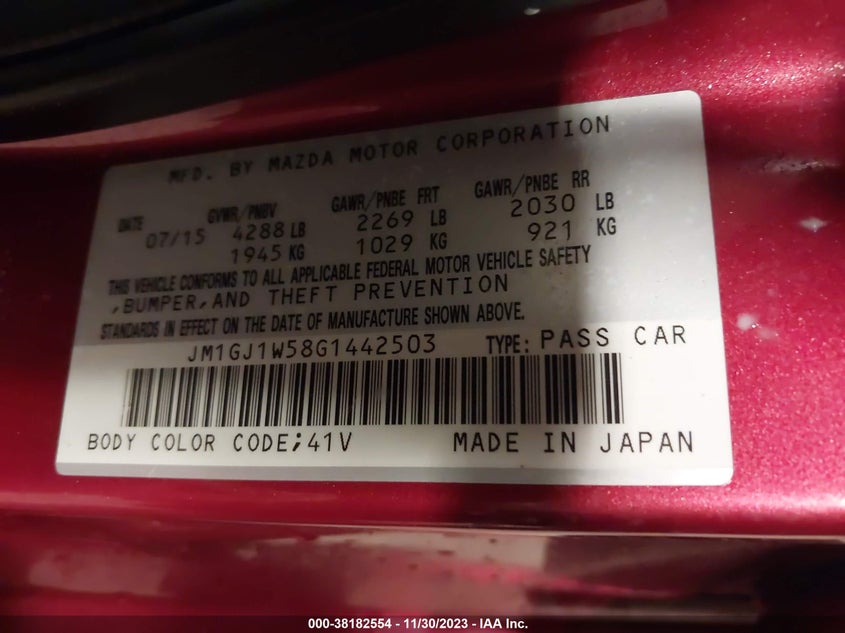 MFD. BY MAZDA MOTOR CORPORATION
DATE GVWR/PNBV GAWR/PNBE FRT GAWR/PNBE RR
07/15 4288 LB 2269 LB 2030 LB
1945 KG 1029 KG 921 KG
THIS VEHICLE CONFORMS TO ALL APPLICABLE FEDERAL MOTOR VEHICLE SAFETY
,BUMPER,AND THEFT PREVENTION
STANDARDS IN EFFECT ON THE DATE OF MANUFACTURE SHOWN ABOVE.
JM1GJ1W58G1442503 TYPE: PASS CAR
BODY COLOR CODE;41V MADE IN JAPAN
000-38182554 - 11/30/2023 - IAA Inc.